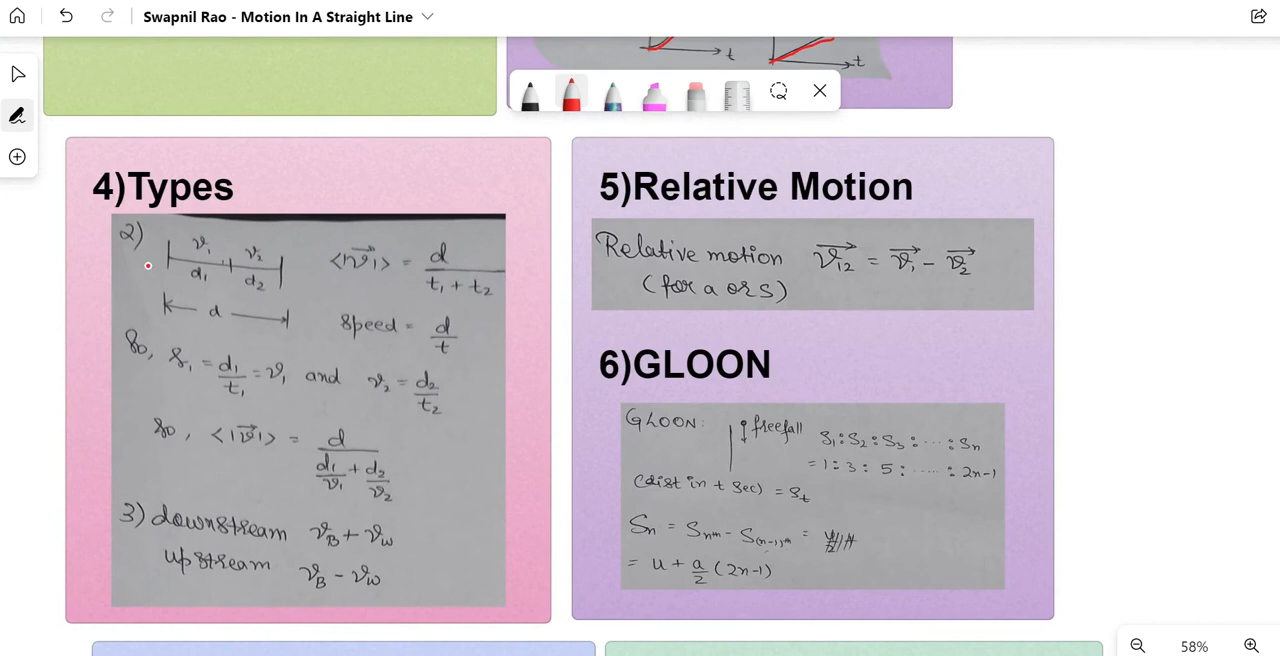 Swapnil Rao - Motion In A Straight Line
t
t
4)Types
2)
v₁ v₂
d₁ d₂
d
<|v⃗|> = d / (t₁ + t₂)
speed = d / t
So, s₁ = d₁/t₁ = v₁ and v₂ = d₂/t₂
So, <|v⃗|> = d / (d₁/v₁ + d₂/v₂)
3) downstream v_B + v_w
upstream v_B - v_w
5)Relative Motion
Relative motion v⃗₁₂ = v⃗₁ - v⃗₂
(for a or s)
6)GLOON
GLOON: freefall S₁:S₂:S₃: ..... : Sn
= 1 : 3 : 5 : ..... : 2n-1
(dist in t sec) = S_t
Sn = S_nth - S_(n-1)th =
= u + a/2 (2n-1)
58%